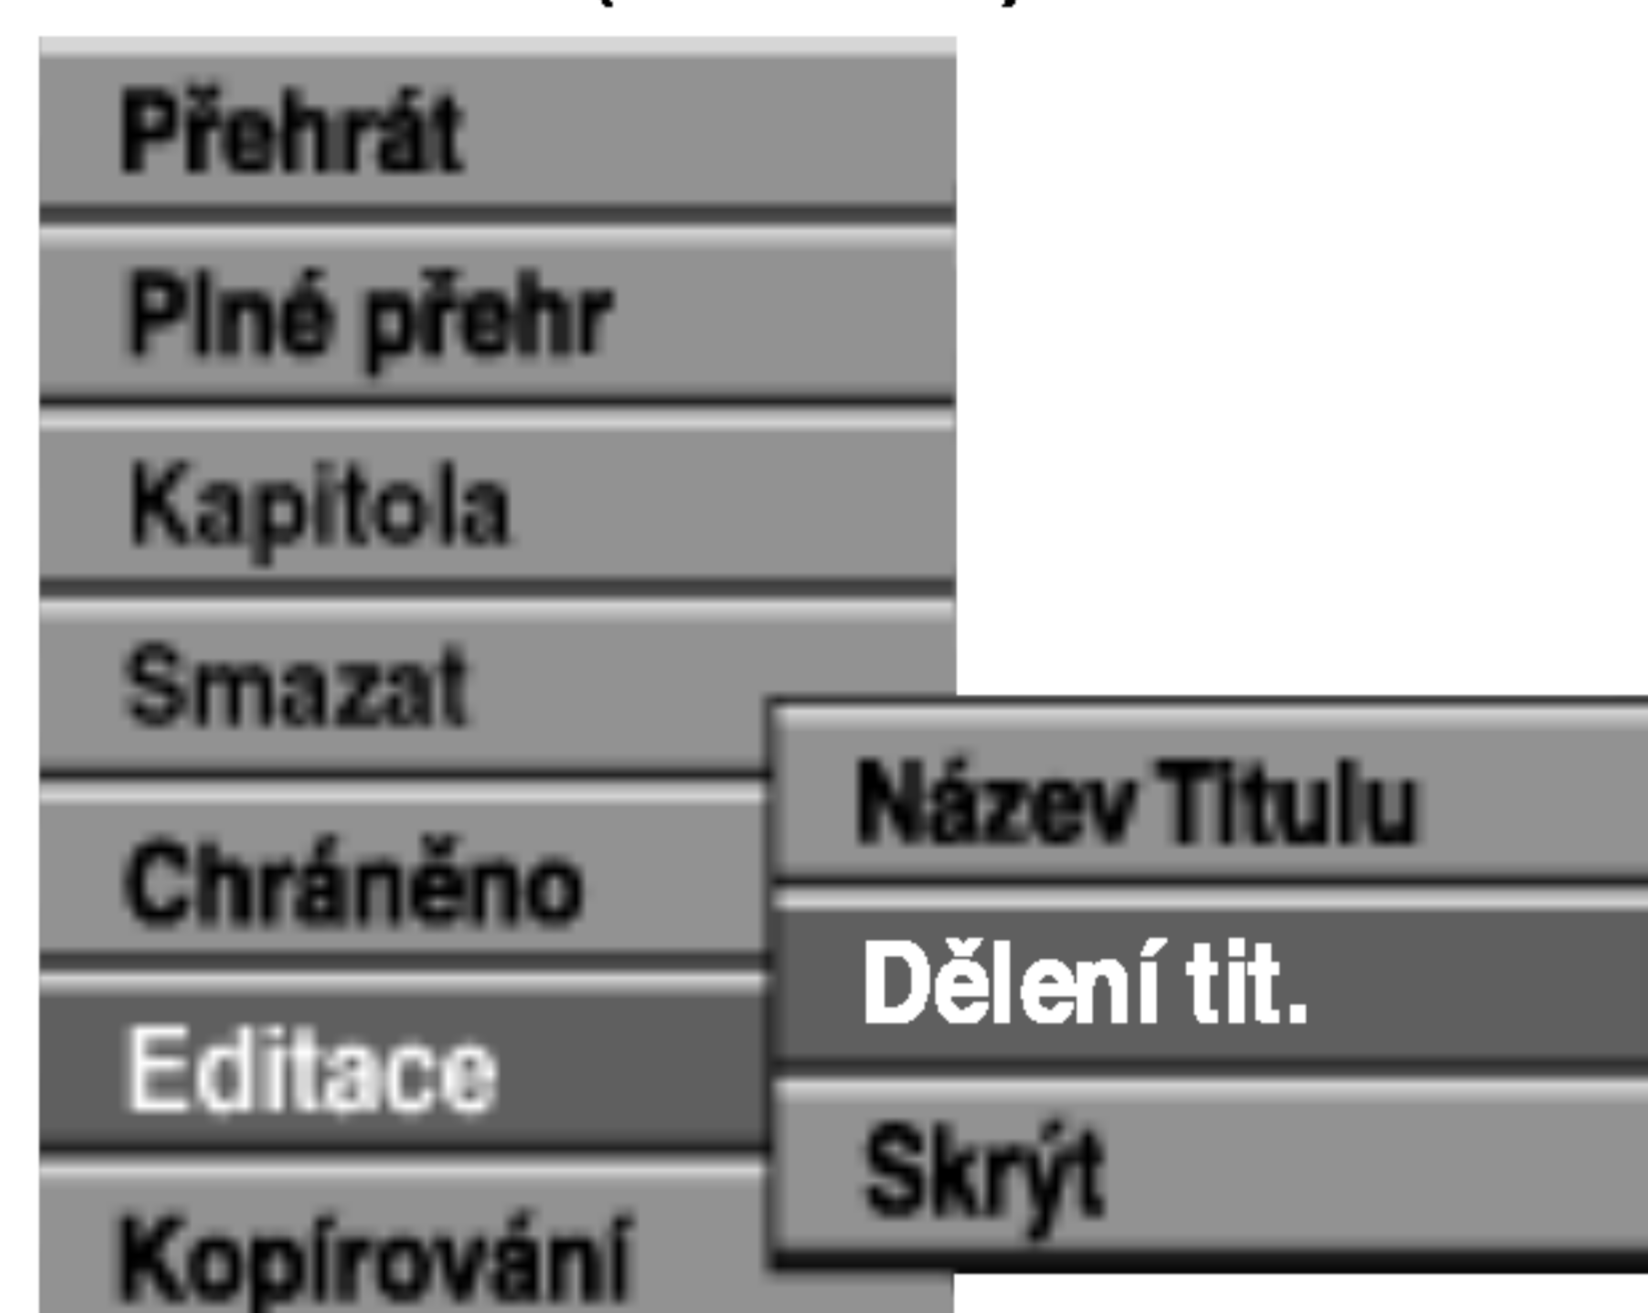 Přehrát
Plné přehr
Kapitola
Smazat
Chráněno
Editace
Kopírování
Název Titulu
Dělení tit.
Skrýt